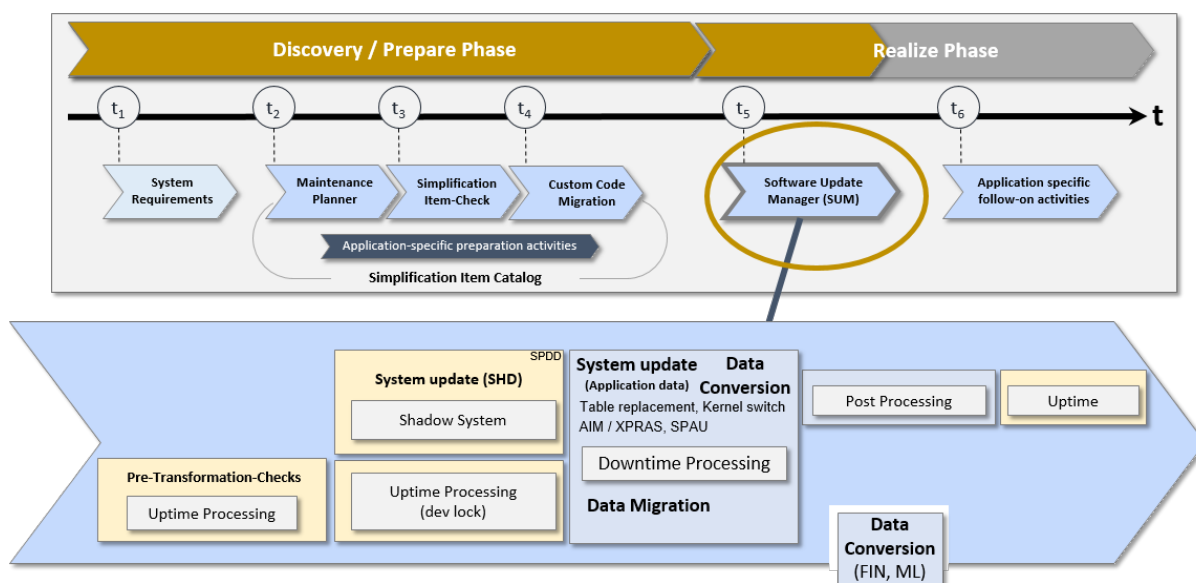 Discovery / Prepare Phase
Realize Phase
t1
t2
t3
t4
t5
t6
t
System
Requirements
Maintenance
Planner
Simplification
Item-Check
Custom Code
Migration
Software Update
Manager (SUM)
Application specific
follow-on activities
Application-specific preparation activities
Simplification Item Catalog
SPDD
System update (SHD)
Shadow System
Pre-Transformation-Checks
Uptime Processing
Uptime Processing
(dev lock)
System update
(Application data)
Data
Conversion
Table replacement, Kernel switch
AIM / XPRAS, SPAU
Downtime Processing
Data Migration
Post Processing
Uptime
Data
Conversion
(FIN, ML)